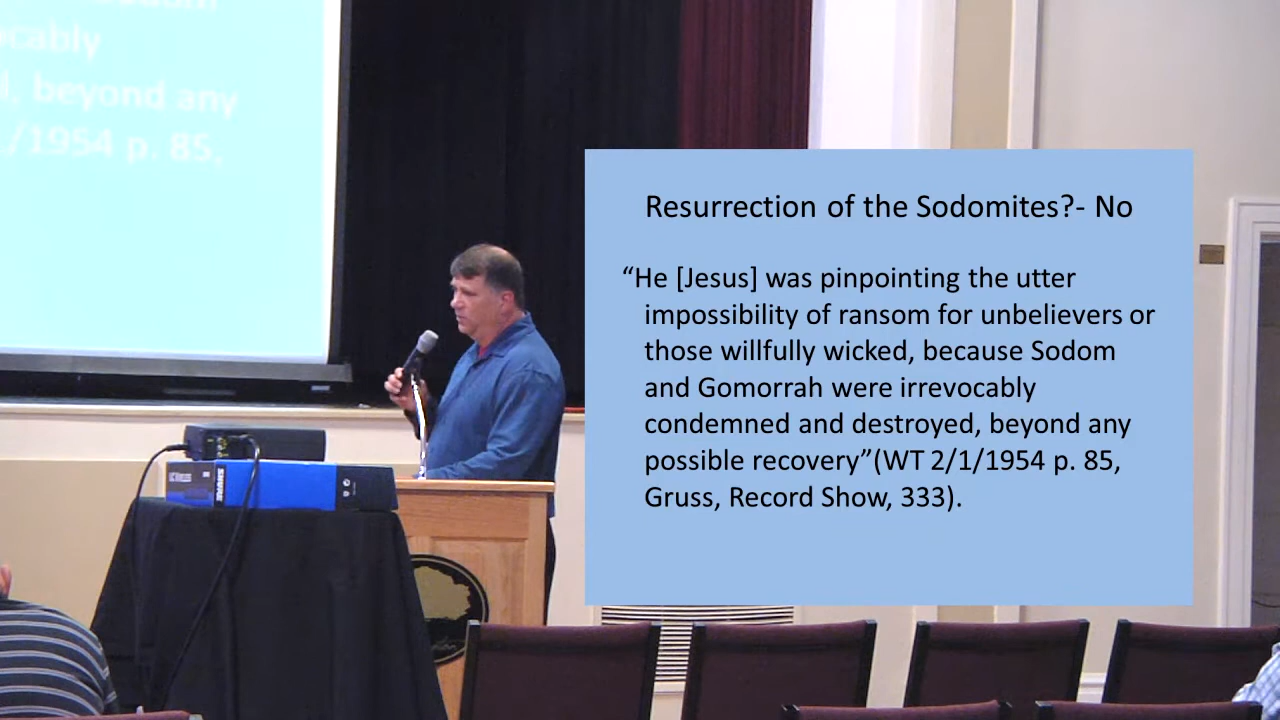 cably
beyond any
/1954 p. 85,
Resurrection of the Sodomites?- No
“He [Jesus] was pinpointing the utter
impossibility of ransom for unbelievers or
those willfully wicked, because Sodom
and Gomorrah were irrevocably
condemned and destroyed, beyond any
possible recovery”(WT 2/1/1954 p. 85,
Gruss, Record Show, 333).